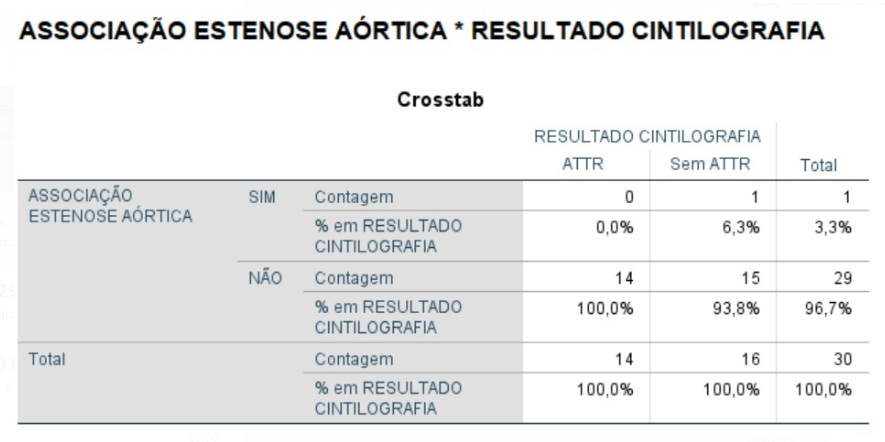 ASSOCIAÇÃO ESTENOSE AÓRTICA * RESULTADO CINTILOGRAFIA
Crosstab
RESULTADO CINTILOGRAFIA
ATTR Sem ATTR Total
ASSOCIAÇÃO ESTENOSE AÓRTICA SIM Contagem 0 1 1
% em RESULTADO CINTILOGRAFIA 0,0% 6,3% 3,3%
NÃO Contagem 14 15 29
% em RESULTADO CINTILOGRAFIA 100,0% 93,8% 96,7%
Total Contagem 14 16 30
% em RESULTADO CINTILOGRAFIA 100,0% 100,0% 100,0%